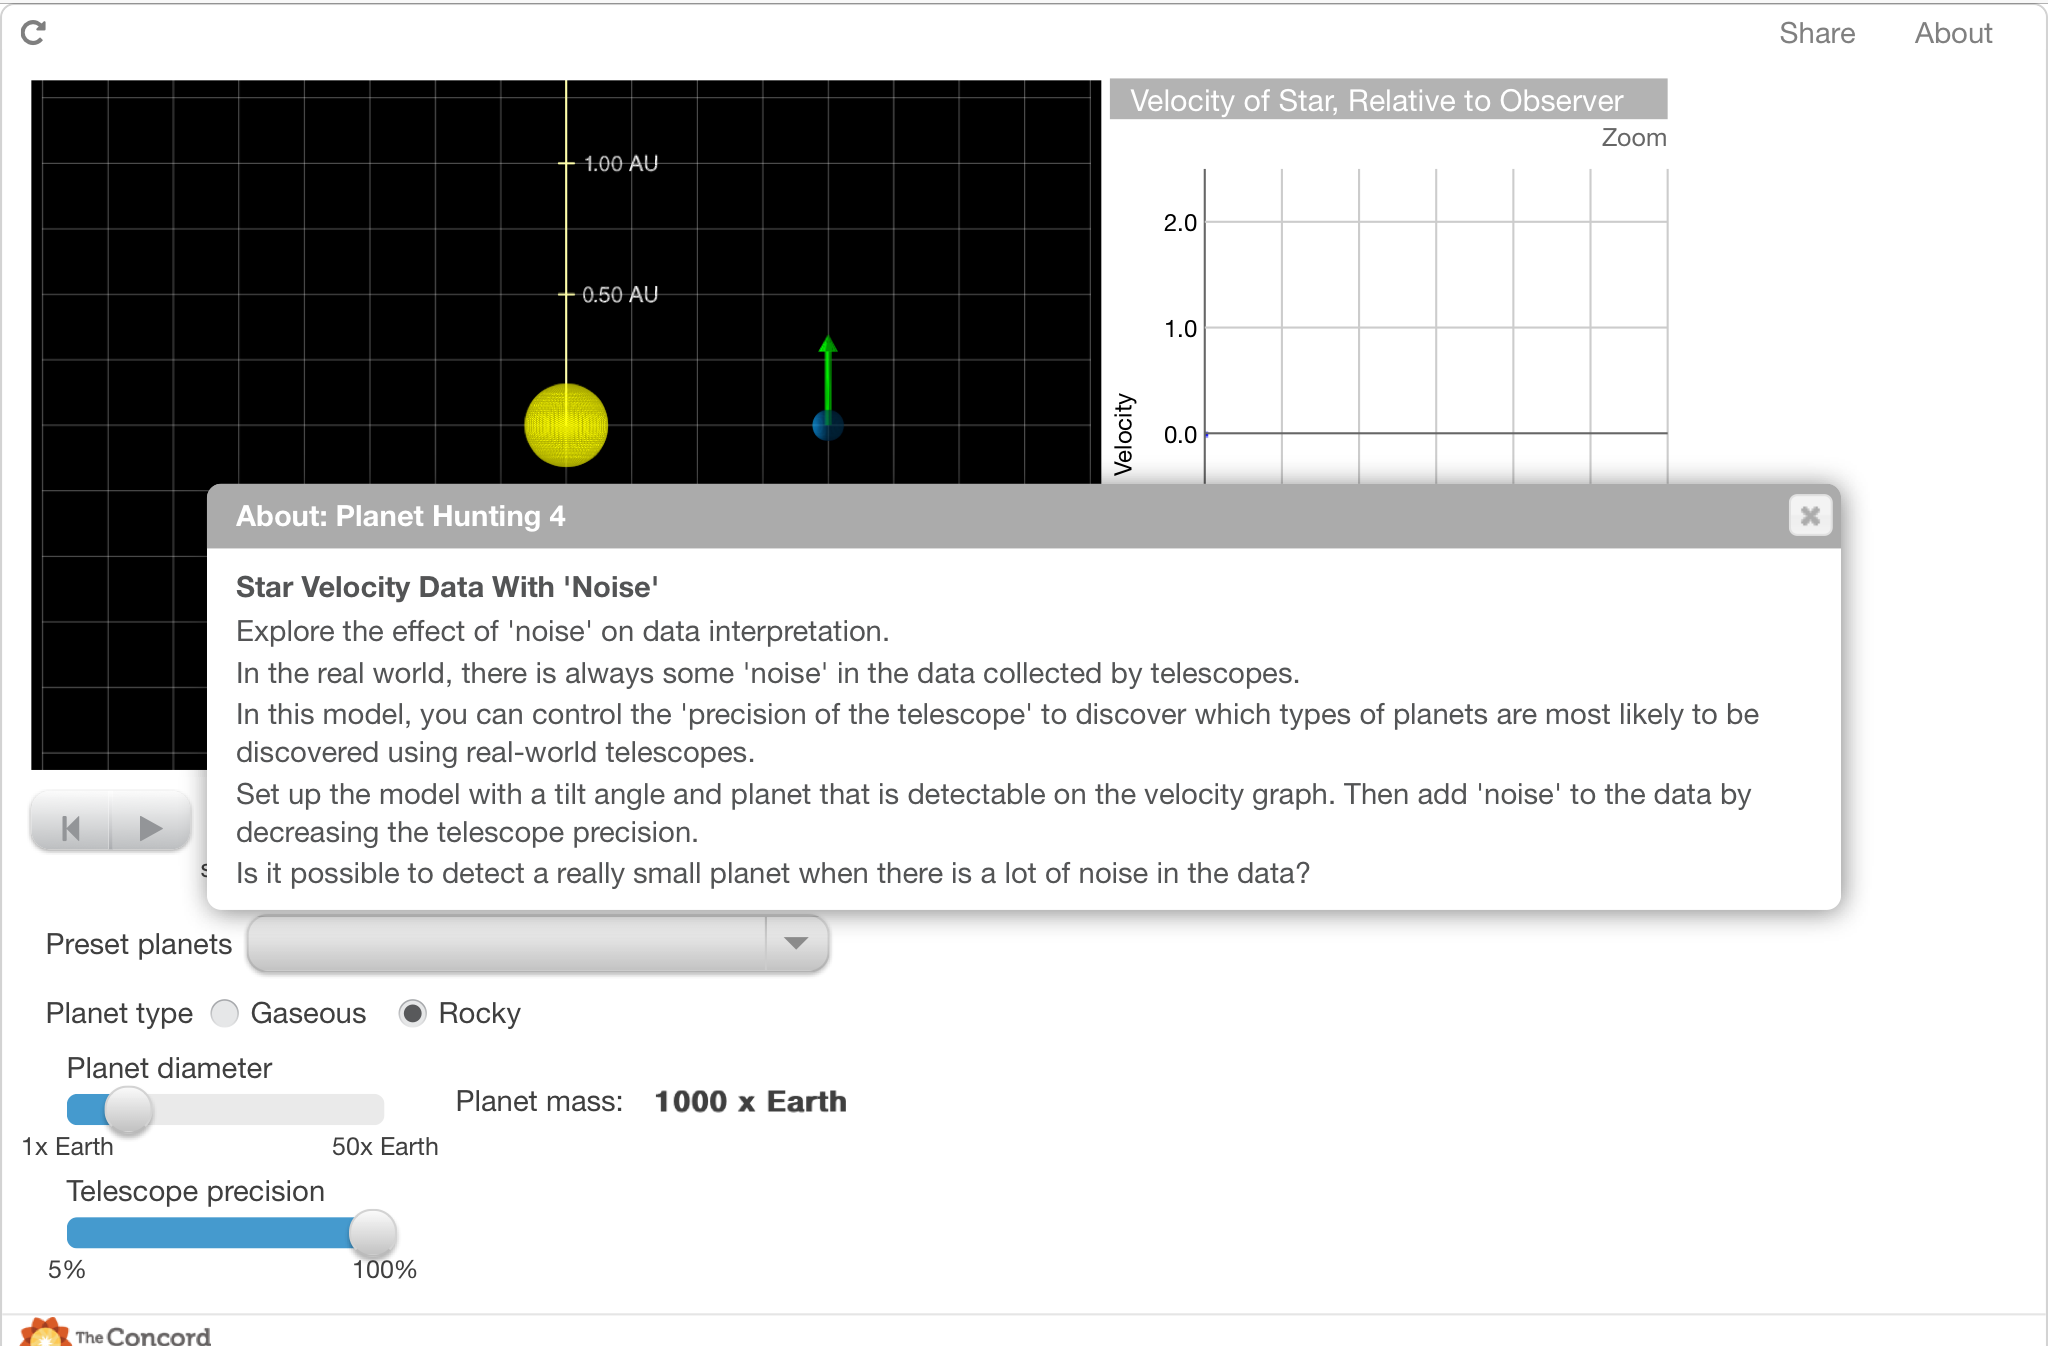 Share About
Velocity of Star, Relative to Observer
Zoom
1.00 AU
0.50 AU
2.0
1.0
0.0
Velocity
About: Planet Hunting 4
Star Velocity Data With 'Noise'
Explore the effect of 'noise' on data interpretation.
In the real world, there is always some 'noise' in the data collected by telescopes.
In this model, you can control the 'precision of the telescope' to discover which types of planets are most likely to be
discovered using real-world telescopes.
Set up the model with a tilt angle and planet that is detectable on the velocity graph. Then add 'noise' to the data by
decreasing the telescope precision.
Is it possible to detect a really small planet when there is a lot of noise in the data?
Preset planets
Planet type Gaseous Rocky
Planet diameter
Planet mass: 1000 x Earth
1x Earth 50x Earth
Telescope precision
5% 100%
The Concord